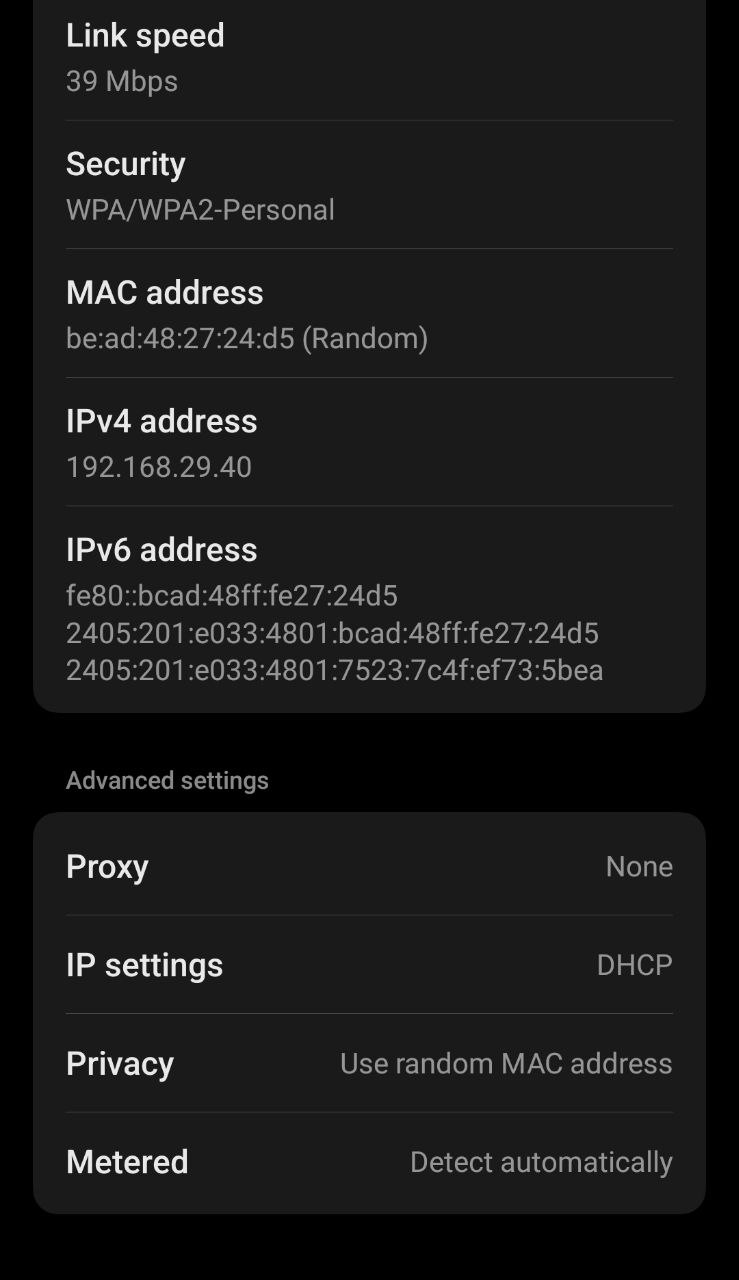 Link speed
39 Mbps
Security
WPA/WPA2-Personal
MAC address
be:ad:48:27:24:d5 (Random)
IPv4 address
192.168.29.40
IPv6 address
fe80::bcad:48ff:fe27:24d5
2405:201:e033:4801:bcad:48ff:fe27:24d5
2405:201:e033:4801:7523:7c4f:ef73:5bea
Advanced settings
Proxy None
IP settings DHCP
Privacy Use random MAC address
Metered Detect automatically